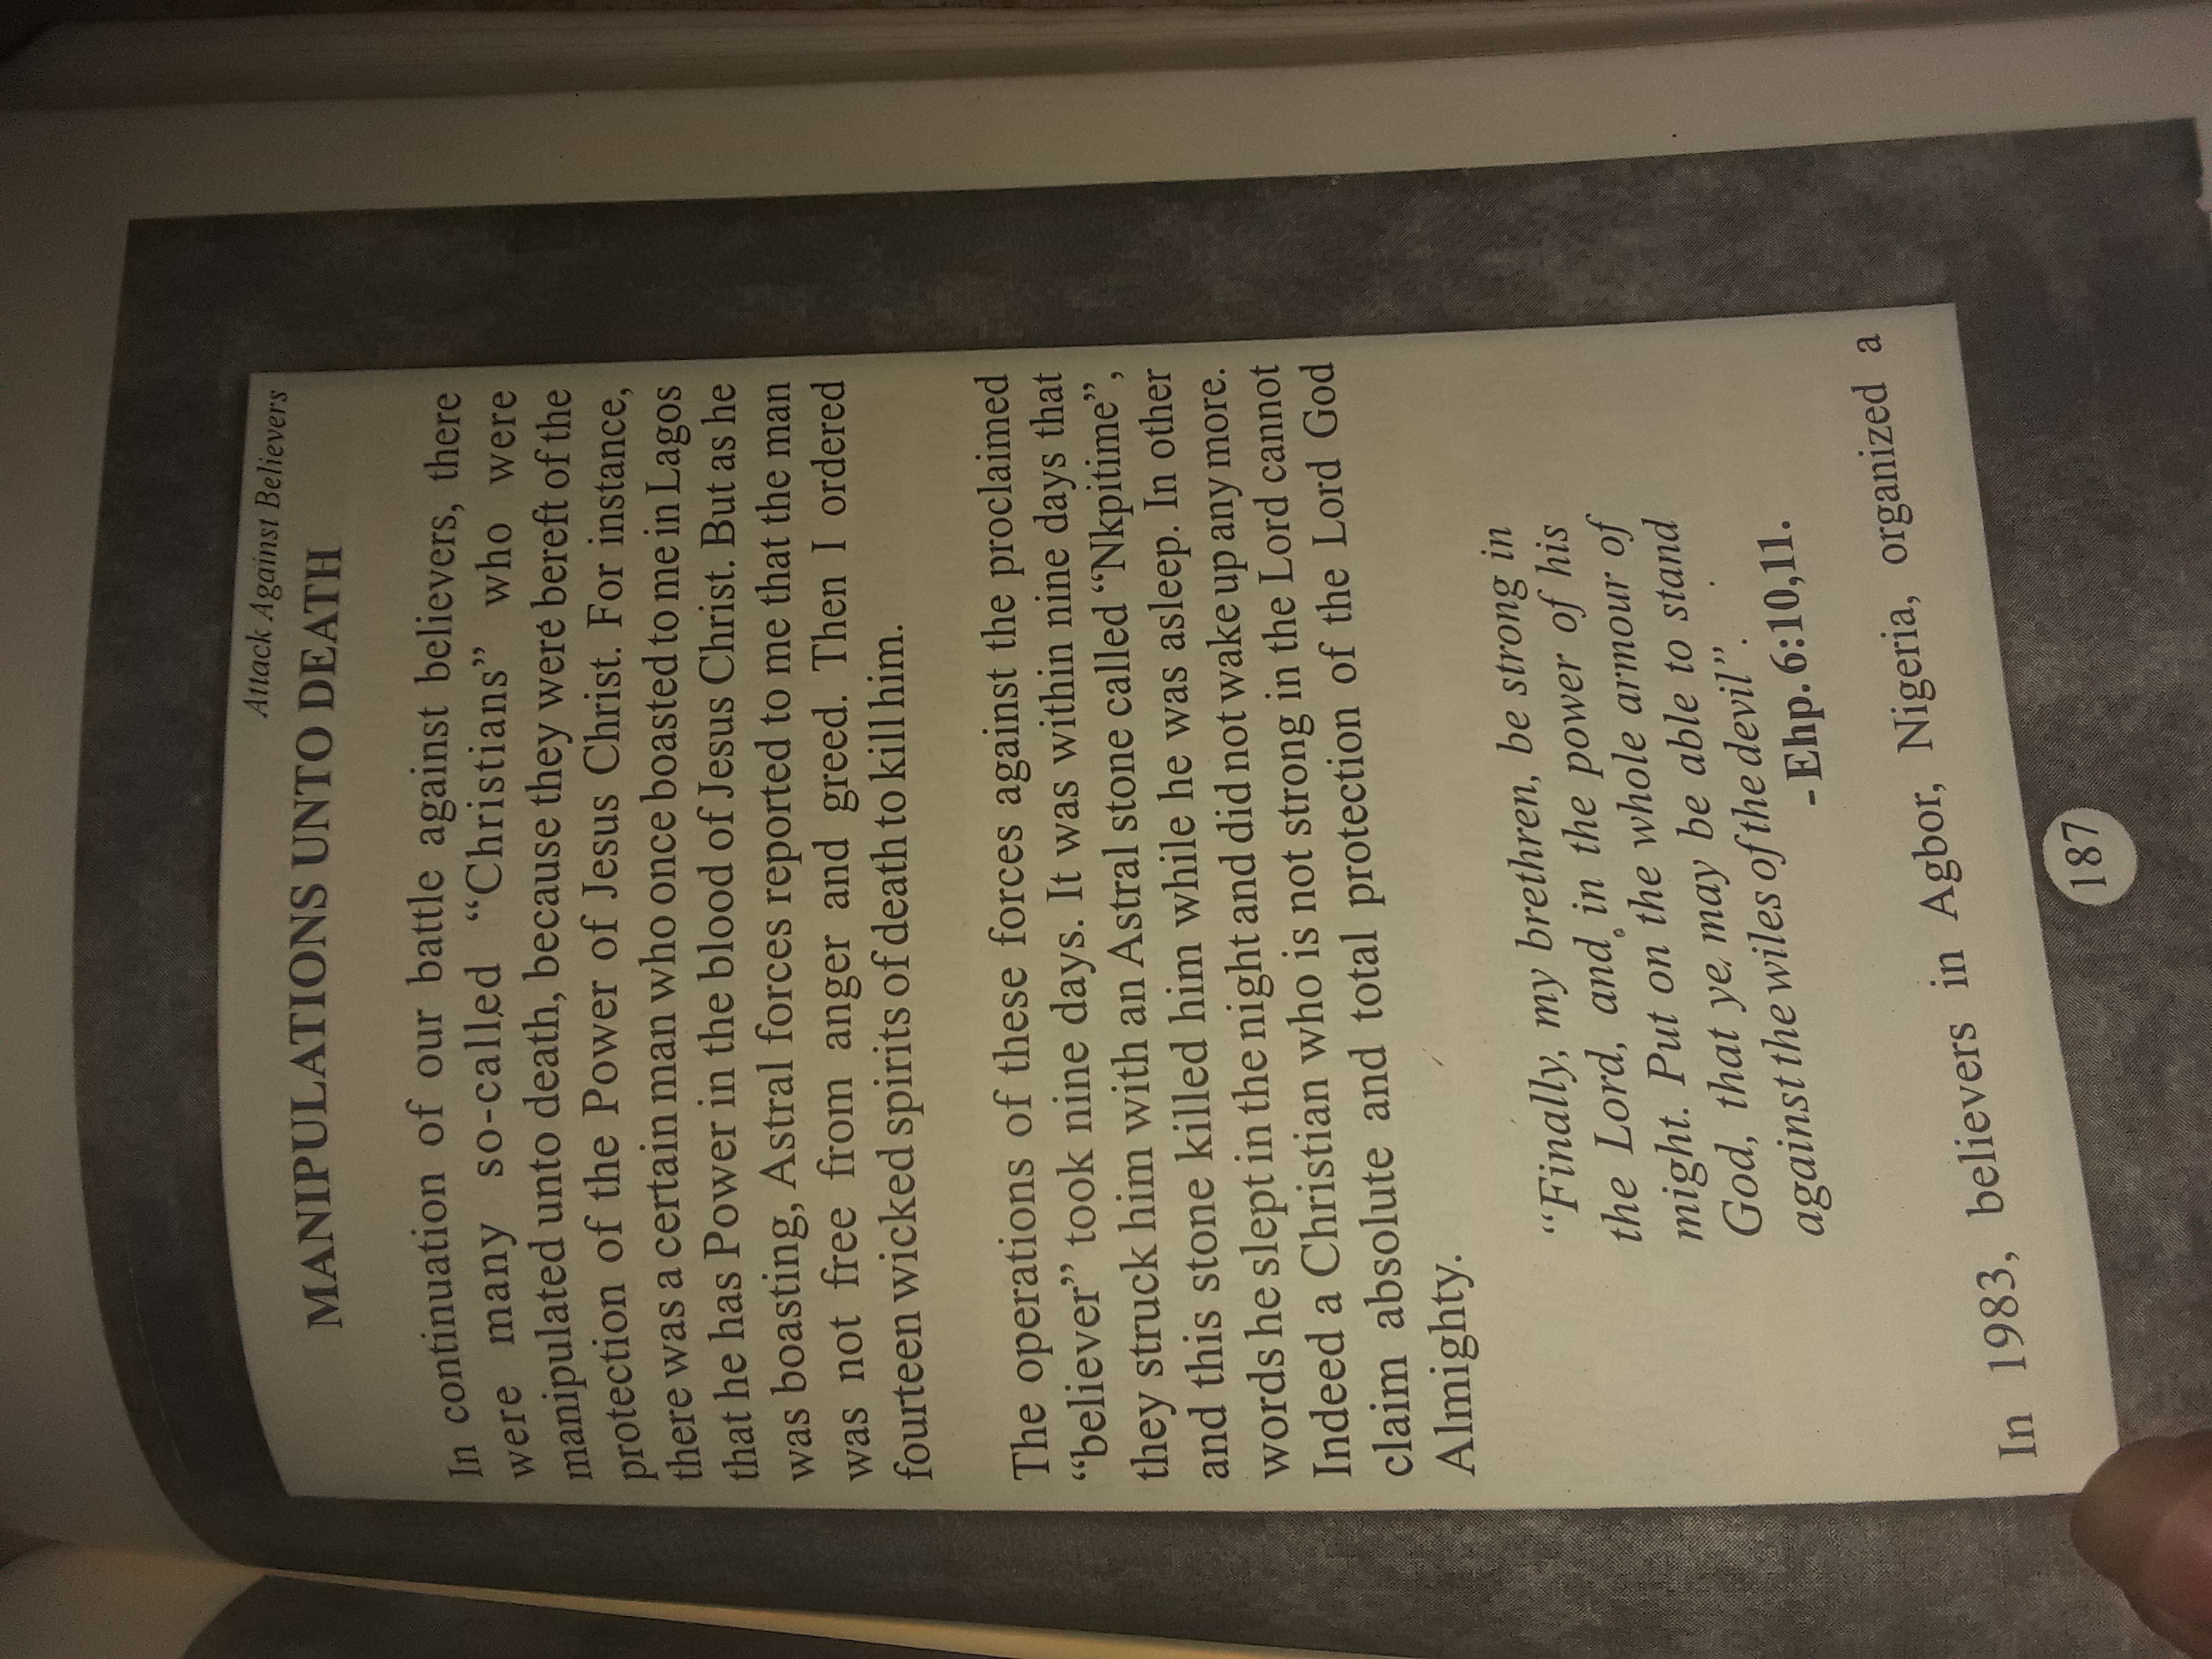 Attack Against Believers
MANIPULATIONS UNTO DEATH
In continuation of our battle against believers, there
were many so-called "Christians" who were
manipulated unto death, because they were bereft of the
protection of the Power of Jesus Christ. For instance,
there was a certain man who once boasted to me in Lagos
that he has Power in the blood of Jesus Christ. But as he
was boasting, Astral forces reported to me that the man
was not free from anger and greed. Then I ordered
fourteen wicked spirits of death to kill him.
The operations of these forces against the proclaimed
"believer" took nine days. It was within nine days that
they struck him with an Astral stone called "Nkpitime",
and this stone killed him while he was asleep. In other
words he slept in the night and did not wake up any more.
Indeed a Christian who is not strong in the Lord cannot
claim absolute and total protection of the Lord God
Almighty.
"Finally, my brethren, be strong in
the Lord, and in the power of his
might. Put on the whole armour of
God, that ye may be able to stand
against the wiles of the devil".
- Ehp. 6:10,11.
In 1983, believers in Agbor, Nigeria, organized a
187